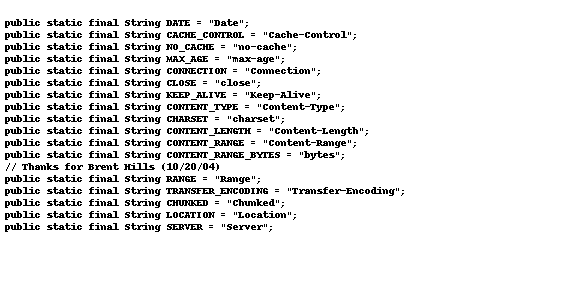 public static final String DATE = "Date";
public static final String CACHE_CONTROL = "Cache-Control";
public static final String NO_CACHE = "no-cache";
public static final String MAX_AGE = "max-age";
public static final String CONNECTION = "Connection";
public static final String CLOSE = "close";
public static final String KEEP_ALIVE = "Keep-Alive";
public static final String CONTENT_TYPE = "Content-Type";
public static final String CHARSET = "charset";
public static final String CONTENT_LENGTH = "Content-Length";
public static final String CONTENT_RANGE = "Content-Range";
public static final String CONTENT_RANGE_BYTES = "bytes";
// Thanks for Brent Hills (10/20/04)
public static final String RANGE = "Range";
public static final String TRANSFER_ENCODING = "Transfer-Encoding";
public static final String CHUNKED = "Chunked";
public static final String LOCATION = "Location";
public static final String SERVER = "Server";